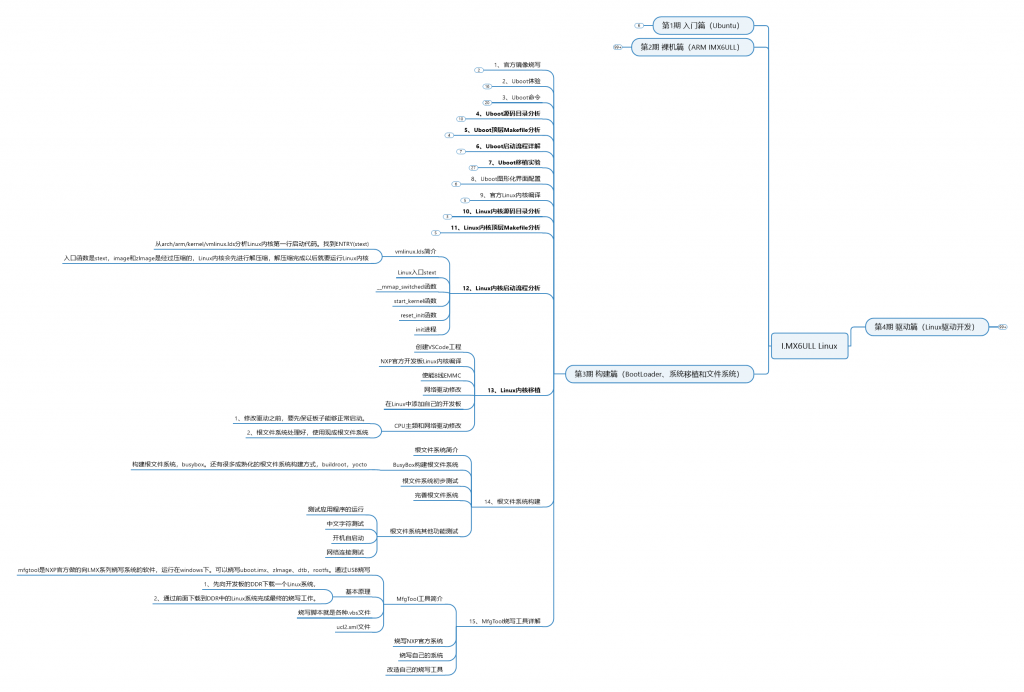 I.MX6ULL Linux
第1期 入门篇（Ubuntu）
第2期 裸机篇（ARM IMX6ULL）
第3期 构建篇（BootLoader、系统移植和文件系统）
1、官方镜像烧写
2、Uboot体验
3、Uboot命令
4、Uboot源码目录分析
5、Uboot顶层Makefile分析
6、Uboot启动流程详解
7、Uboot移植实验
8、Uboot图形化界面配置
9、官方Linux内核编译
10、Linux内核源码目录分析
11、Linux内核顶层Makefile分析
12、Linux内核启动流程分析
vmlinux.lds简介
从arch/arm/kernel/vmlinux.lds分析Linux内核第一行启动代码。找到ENTRY(stext)
入口函数是stext，image和zImage是经过压缩的，Linux内核会先进行解压缩，解压缩完成以后就要运行Linux内核
Linux入口stext
__mmap_switched函数
start_kernel函数
reset_init函数
init进程
13、Linux内核移植
创建VSCode工程
NXP官方开发板Linux内核编译
使能8线EMMC
网络驱动修改
在Linux中添加自己的开发板
CPU主频和网络驱动修改
1、修改驱动之前，要先保证板子能够正常启动。
2、根文件系统处理好，使用现成根文件系统
14、根文件系统构建
根文件系统简介
BusyBox构建根文件系统
构建根文件系统，busybox。还有很多成熟化的根文件系统构建方式，buildroot，yocto
根文件系统初步测试
完善根文件系统
根文件系统其他功能测试
测试应用程序的运行
中文字符测试
开机自启动
网络连接测试
15、MfgTool烧写工具详解
MfgTool工具简介
mfgtool是NXP官方做的向I.MX系列烧写系统的软件，运行在windows下。可以烧写uboot.imx、zImage、dtb，rootfs。通过USB烧写
基本原理
1、先向开发板的DDR下载一个Linux系统。
2、通过前面下载到DDR中的Linux系统完成最终的烧写工作。
烧写脚本就是各种.vbs文件
ucl2.xml文件
烧写NXP官方系统
烧写自己的系统
改造自己的烧写工具
第4期 驱动篇（Linux驱动开发）